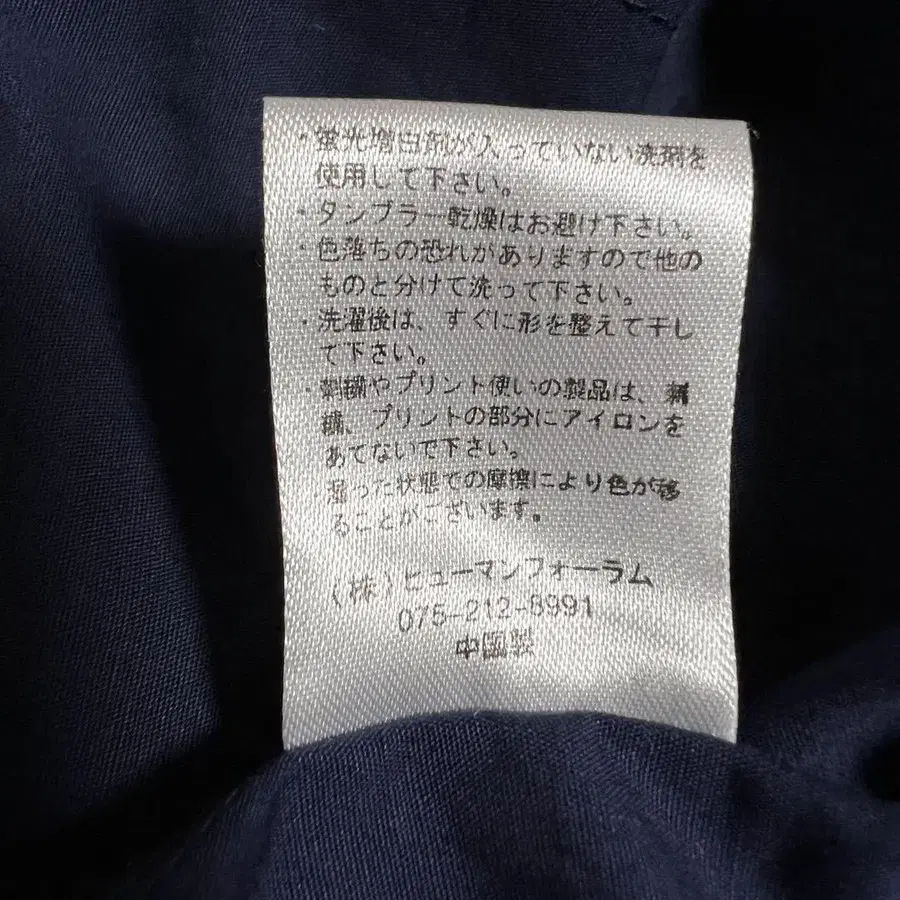 ・蛍光増白剤が入っていない洗剤を
使用して下さい。
・タンブラー乾燥はお避け下さい。
・色落ちの恐れがありますので他の
ものと分けて洗って下さい。
・洗濯後は、すぐに形を整えて干し
て下さい。
・刺繍やプリント使いの製品は、刺
繍、プリントの部分にアイロンを
あてないで下さい。
湿った状態での摩擦により色が移
ることがございます。
(株)ヒューマンフォーラム
075-212-8991
中国製